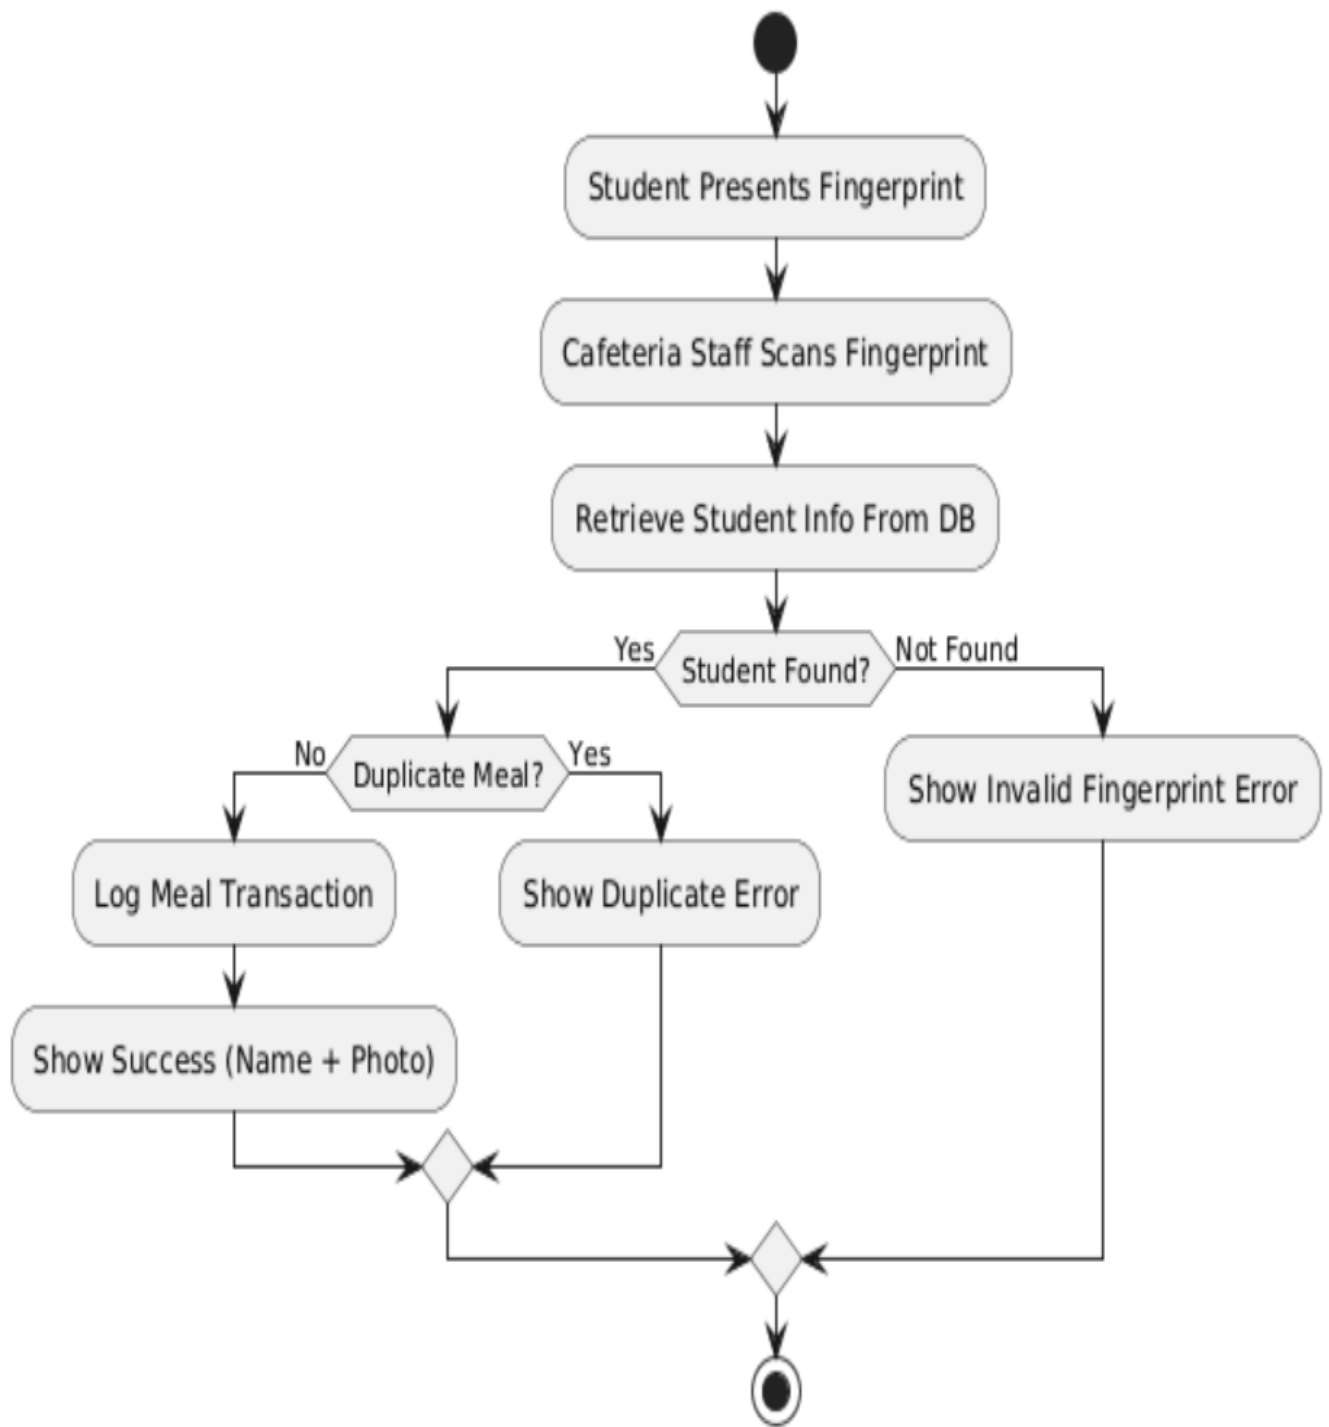 Student Presents Fingerprint
Cafeteria Staff Scans Fingerprint
Retrieve Student Info From DB
Yes
Student Found?
Not Found
No
Duplicate Meal?
Yes
Show Invalid Fingerprint Error
Log Meal Transaction
Show Duplicate Error
Show Success (Name + Photo)